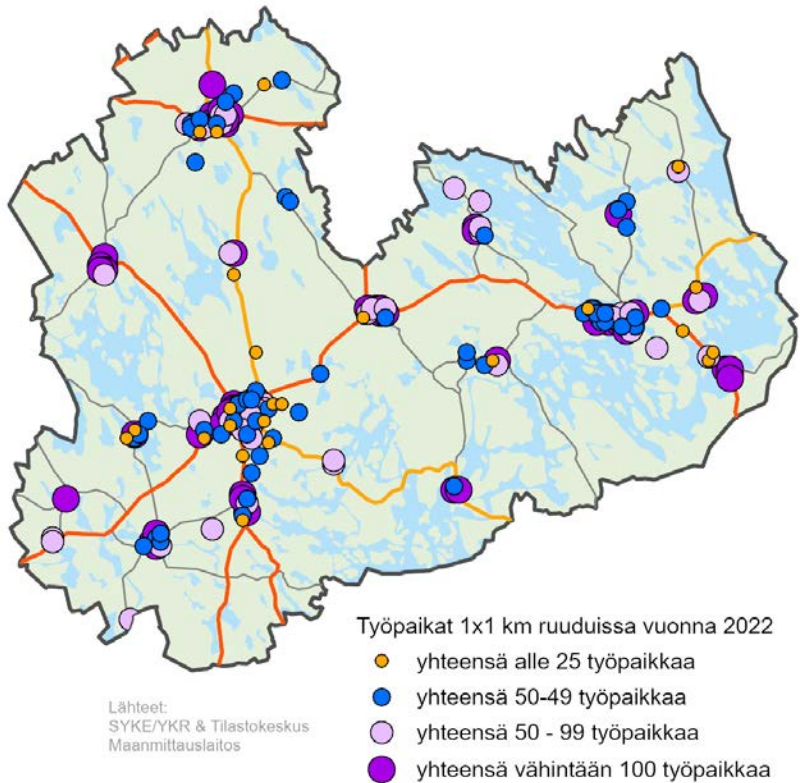 Työpaikat 1x1 km ruuduissa vuonna 2022
yhteensä alle 25 työpaikkaa
yhteensä 50-49 työpaikkaa
yhteensä 50 - 99 työpaikkaa
yhteensä vähintään 100 työpaikkaa
Lähteet:
SYKE/YKR & Tilastokeskus
Maanmittauslaitos